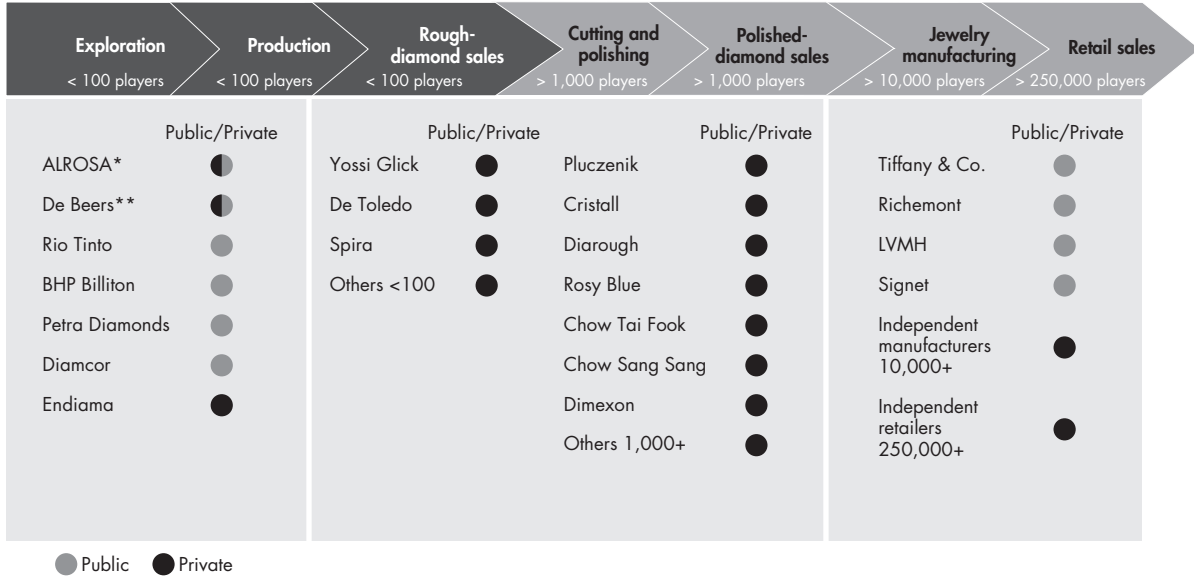 Exploration
< 100 players
Production
< 100 players
Rough-
diamond sales
< 100 players
Cutting and
polishing
> 1,000 players
Polished-
diamond sales
> 1,000 players
Jewelry
manufacturing
> 10,000 players
Retail sales
> 250,000 players
Public/Private
ALROSA*
De Beers**
Rio Tinto
BHP Billiton
Petra Diamonds
Diamcor
Endiama
Public/Private
Yossi Glick
De Toledo
Spira
Others <100
Public/Private
Pluczenik
Cristall
Diarough
Rosy Blue
Chow Tai Fook
Chow Sang Sang
Dimexon
Others 1,000+
Public/Private
Tiffany & Co.
Richemont
LVMH
Signet
Independent
manufacturers
10,000+
Independent
retailers
250,000+
Public
Private